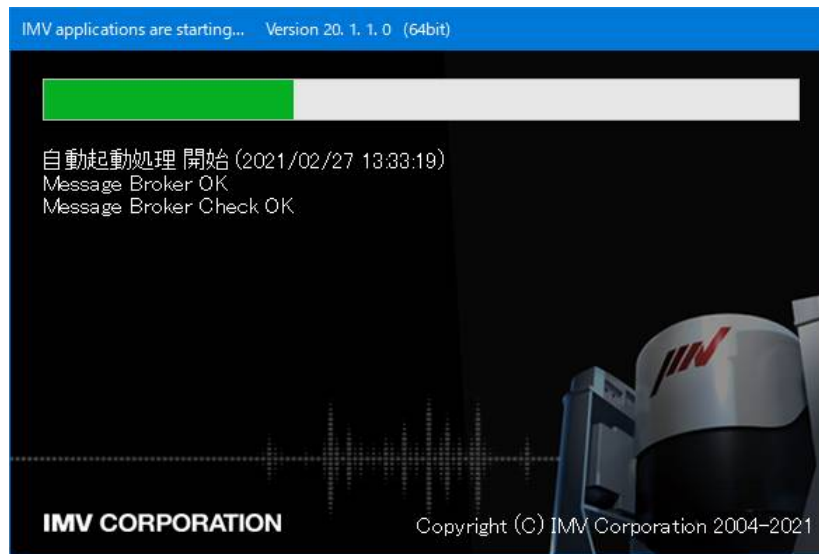 IMV applications are starting... Version 20. 1. 1. 0 (64bit)
自動起動処理 開始 (2021/02/27 13:33:19)
Message Broker OK
Message Broker Check OK
IMV
IMV CORPORATION
Copyright (C) IMV Corporation 2004-2021